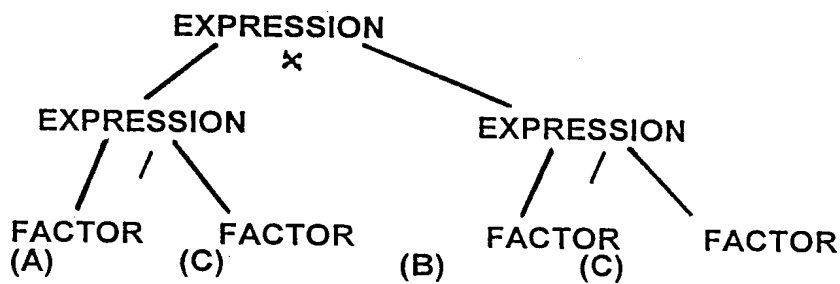 EXPRESSION
×
EXPRESSION EXPRESSION
/ /
FACTOR FACTOR FACTOR FACTOR
(A) (C) (B) (C)